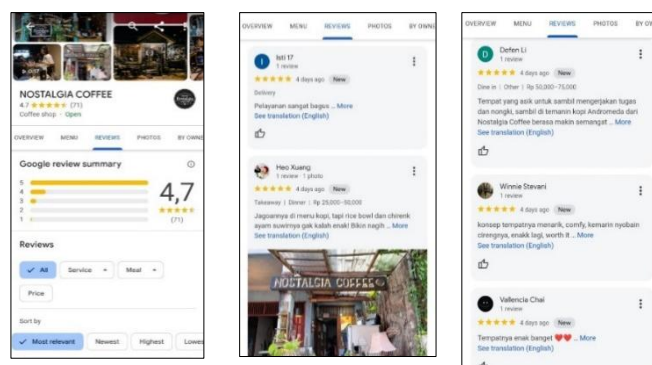 NOSTALGIA COFFEE
4.7 (71)
Coffee shop · Open
OVERVIEW MENU REVIEWS PHOTOS BY OWNE
Google review summary
5
4
3
2
1
4,7
(71)
Reviews
All Service Meal
Price
Sort by
Most relevant Newest Highest Lowes
OVERVIEW MENU REVIEWS PHOTOS BY OWNE
I
Isti 17
1 review
4 days ago New
Delivery
Pelayanan sangat bagus ... More
See translation (English)
Heo Xuang
1 review · 1 photo
4 days ago New
Takeaway | Dinner | Rp 25,000-50,000
Jagoannya di menu kopi, tapi rice bowl dan chirenk
ayam suwirnya gak kalah enak! Bikin nagih ... More
See translation (English)
NOSTALGIA COFFEE
OVERVIEW MENU REVIEWS PHOTOS BY OW
D
Defen Li
1 review
4 days ago New
Dine in | Other | Rp 50,000-75,000
Tempat yang asik untuk sambil mengerjakan tugas
dan nongki, sambil di temanin kopi Andromeda dari
Nostalgia Coffee berasa makin semangat ... More
See translation (English)
Winnie Stevani
1 review
4 days ago New
konsep tempatnya menarik, comfy, kemarin nyobain
cirengnya, enakk lagi, worth it ... More
See translation (English)
Vallencia Chai
1 review
4 days ago New
Tempatnya enak banget ❤❤ ... More
See translation (English)